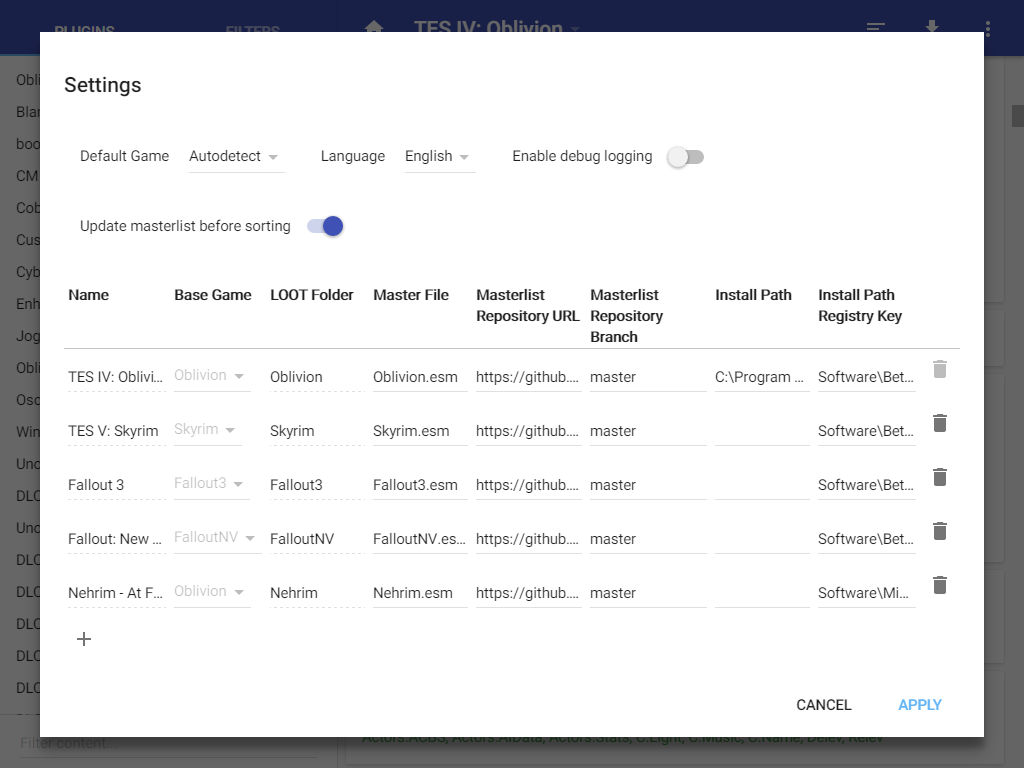 PLUGINS FILTERS TES IV: Oblivion
Settings
Default Game Autodetect Language English Enable debug logging
Update masterlist before sorting
Name Base Game LOOT Folder Master File Masterlist Masterlist Install Path Install Path
Repository URL Repository Registry Key
Branch
TES IV: Oblivi... Oblivion Oblivion Oblivion.esm https://github.... master C:\Program ... Software\Bet...
TES V: Skyrim Skyrim Skyrim Skyrim.esm https://github.... master Software\Bet...
Fallout 3 Fallout3 Fallout3 Fallout3.esm https://github.... master Software\Bet...
Fallout: New ... FalloutNV FalloutNV FalloutNV.es... https://github.... master Software\Bet...
Nehrim - At F... Oblivion Nehrim Nehrim.esm https://github.... master Software\Mi...
CANCEL APPLY
Obli
Blan
boo
CM
Cob
Cus
Cyb
Enh
Jog
Obli
Osc
Win
Uno
DLC
Uno
DLC
DLC
DLC
DLC
DLC
Filter content...
Actors.ACBS, Actors.AIData, Actors.Stats, C.Light, C.Music, C.Name, Delev, Relev